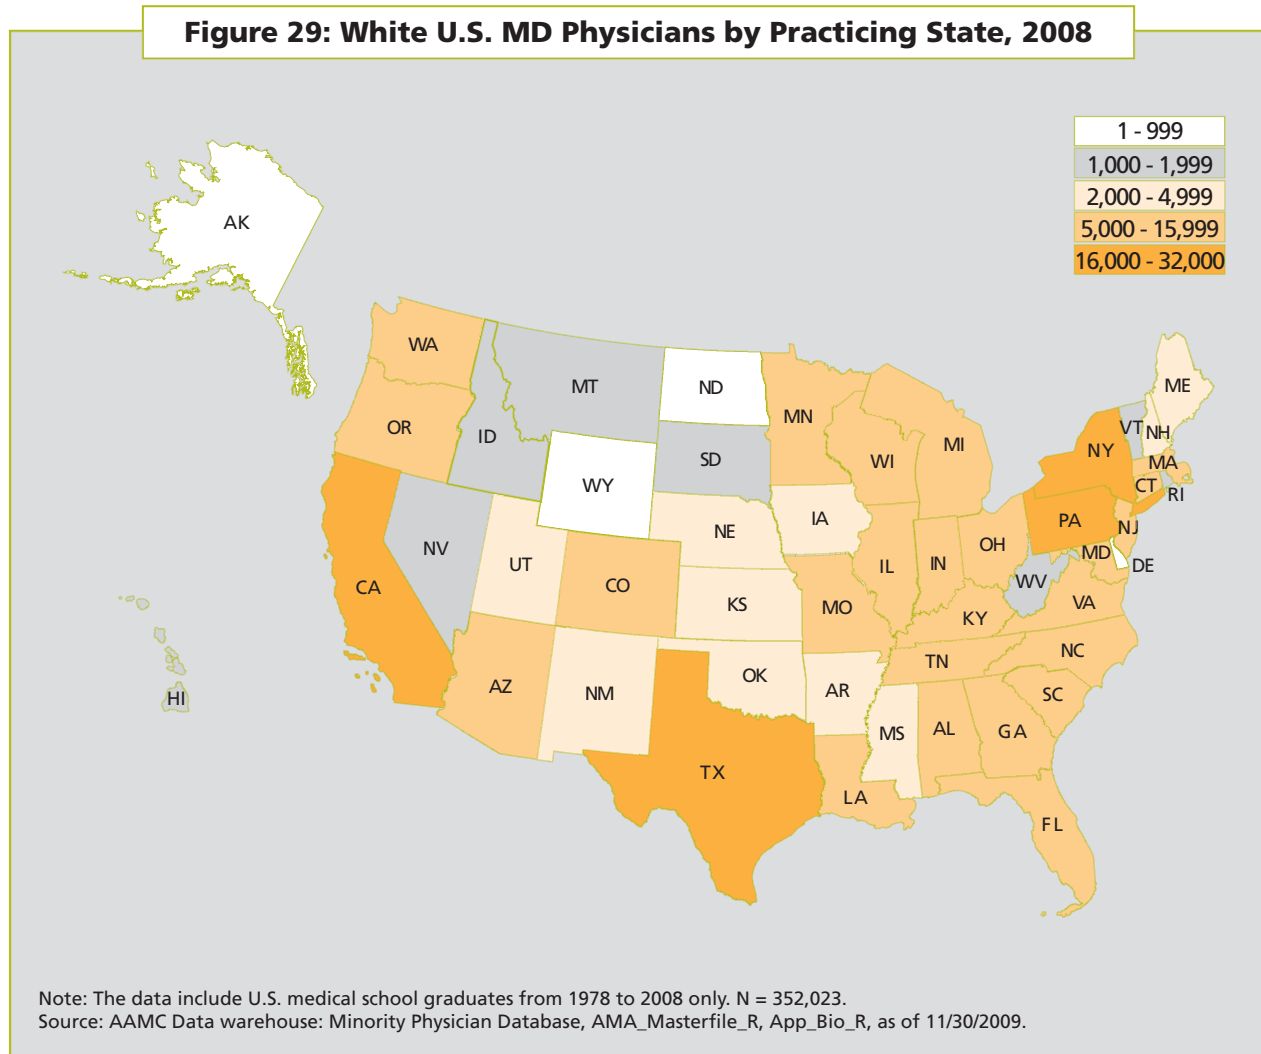 Figure 29: White U.S. MD Physicians by Practicing State, 2008
1 - 999
1,000 - 1,999
2,000 - 4,999
5,000 - 15,999
16,000 - 32,000
AK
WA
MT
ND
MN
ME
OR
ID
SD
WI
MI
NY
VT
NH
MA
CT
RI
WY
IA
PA
NJ
NV
UT
NE
IL
IN
OH
MD
DE
CA
CO
KS
MO
WV
VA
KY
HI
AZ
NM
OK
AR
TN
NC
SC
MS
AL
GA
TX
LA
FL
Note: The data include U.S. medical school graduates from 1978 to 2008 only. N = 352,023.
Source: AAMC Data warehouse: Minority Physician Database, AMA_Masterfile_R, App_Bio_R, as of 11/30/2009.